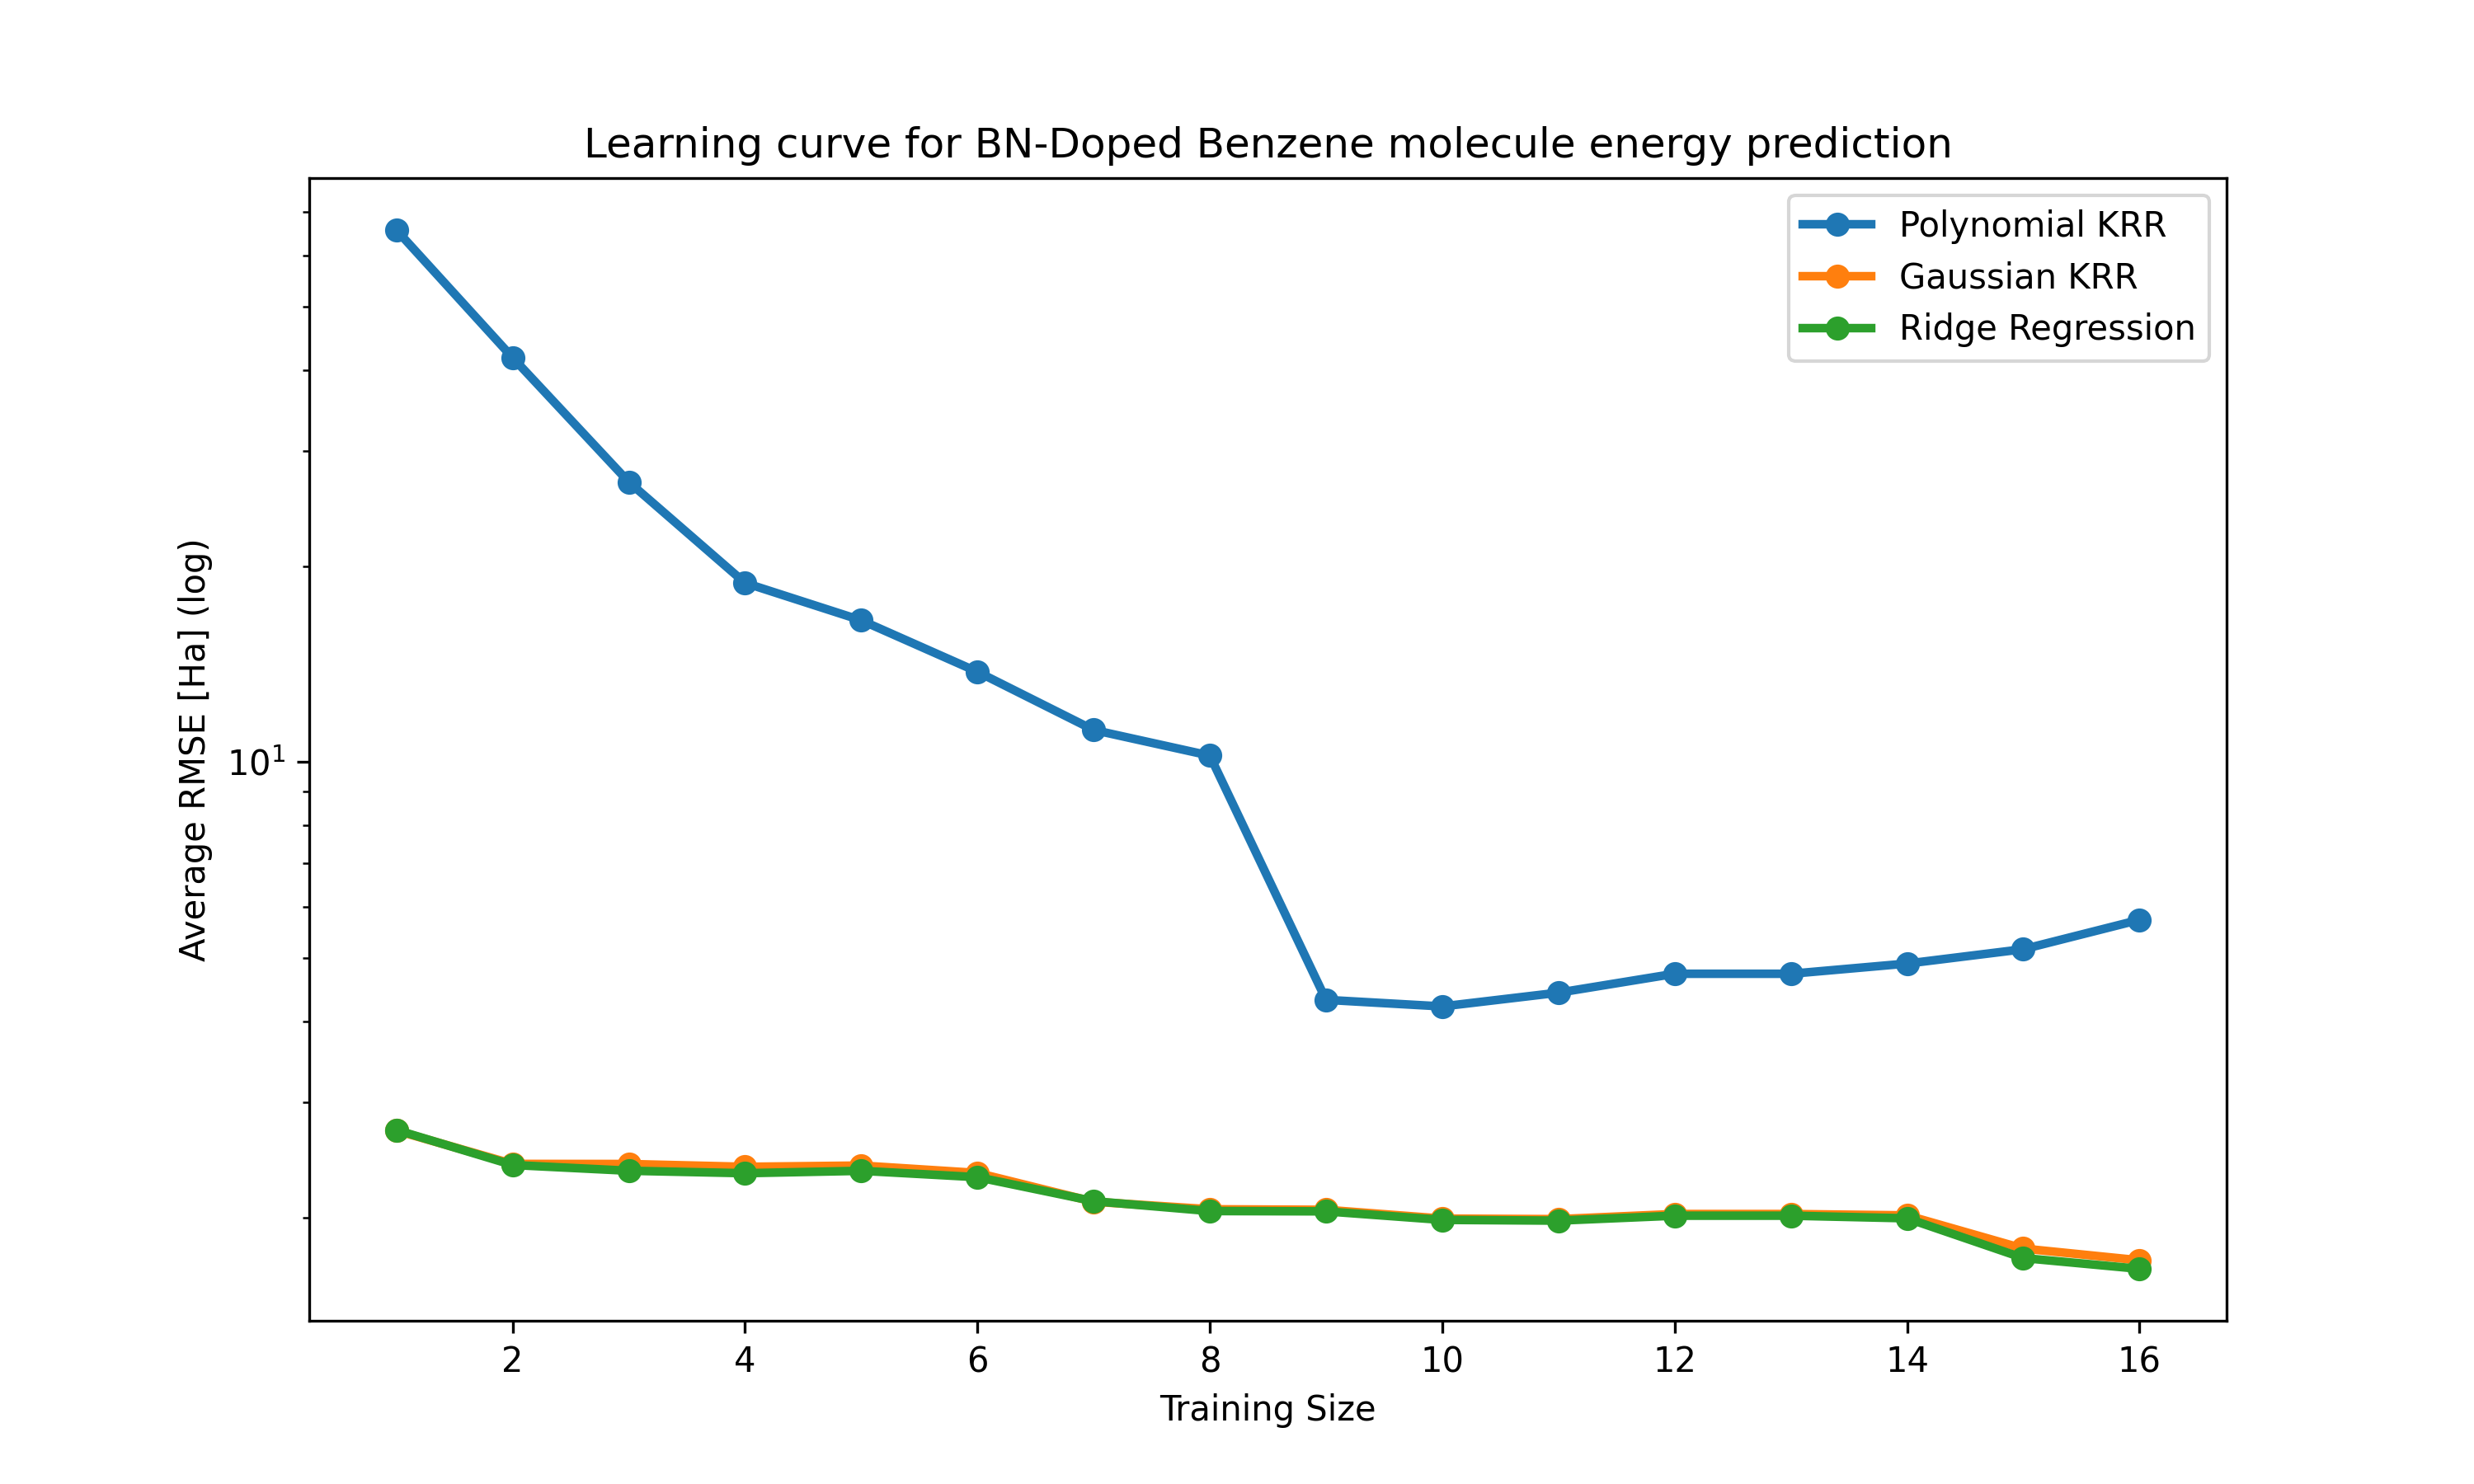 Learning curve for BN-Doped Benzene molecule energy prediction
Polynomial KRR
Gaussian KRR
Ridge Regression
Average RMSE [Ha] (log)
10¹
2 4 6 8 10 12 14 16
Training Size